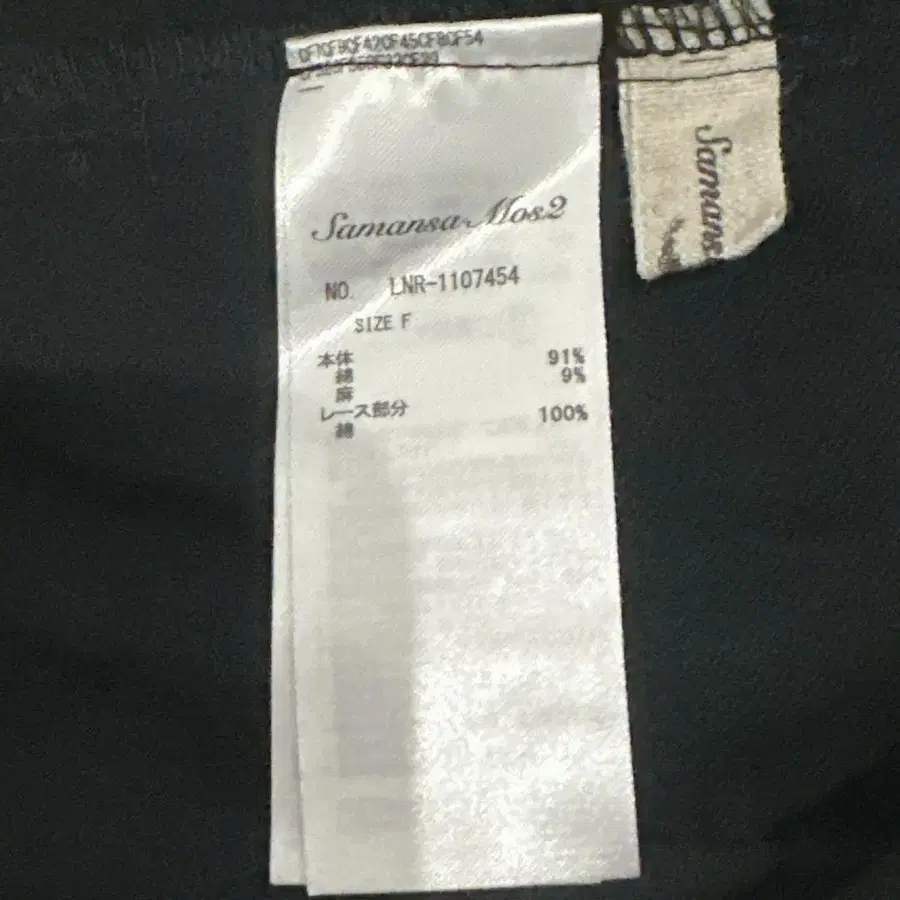 Samansa Mos2
NO. LNR-1107454
SIZE F
本体
綿 91%
麻 9%
レース部分
綿 100%
Samans